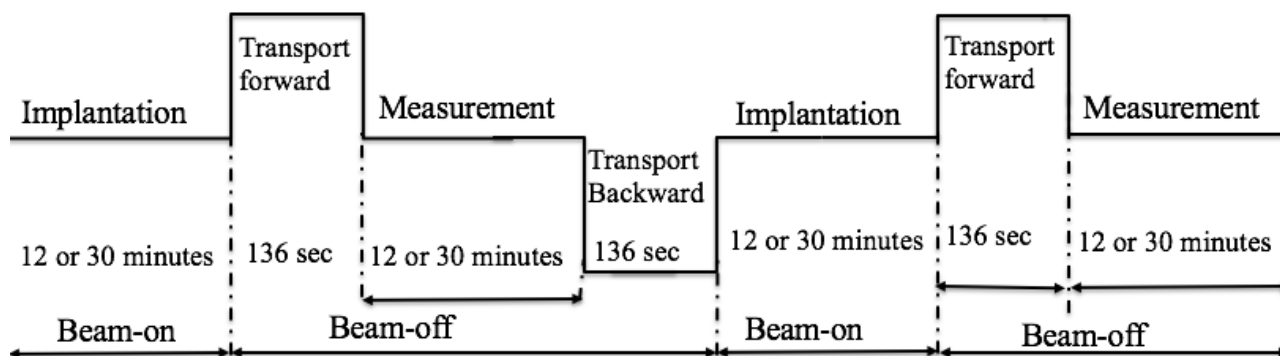 Transport
forward
Transport
forward
Implantation
Measurement
Implantation
Measurement
Transport
Backward
12 or 30 minutes
136 sec
12 or 30 minutes
136 sec
12 or 30 minutes
136 sec
12 or 30 minutes
Beam-on
Beam-off
Beam-on
Beam-off